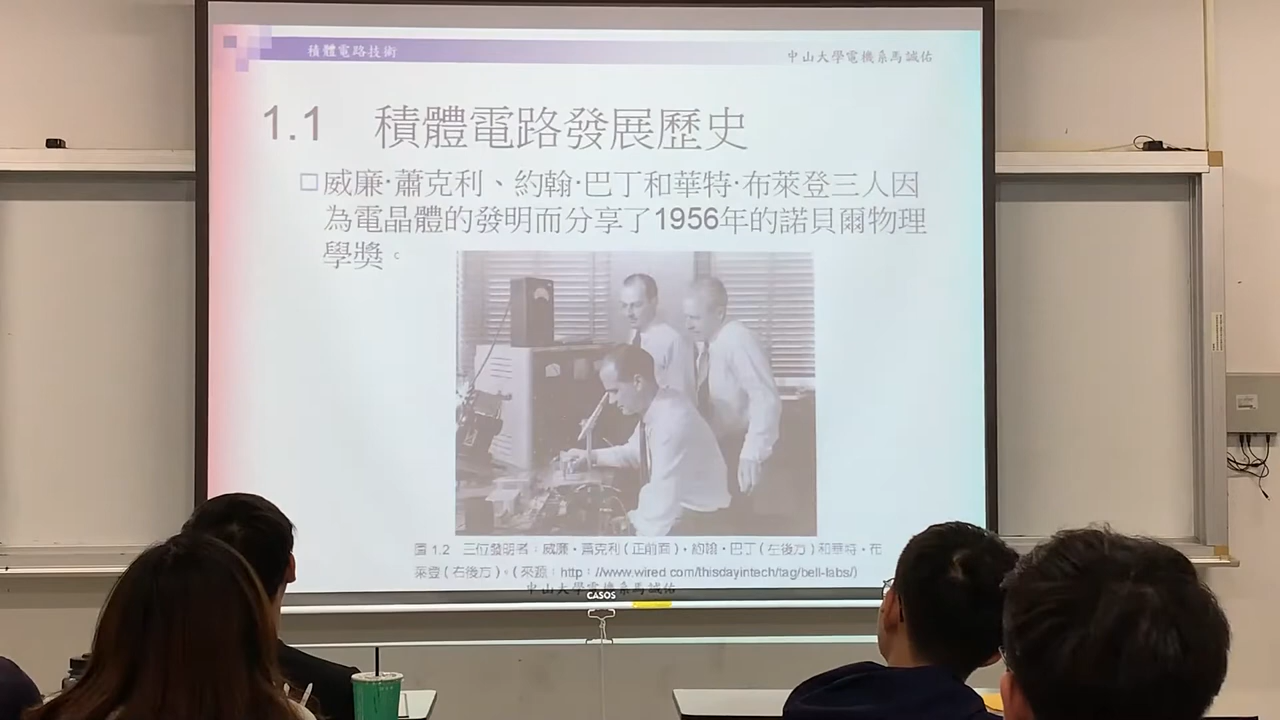 積體電路技術
中山大學電機系馬誠佑
1.1 積體電路發展歷史
威廉·蕭克利、約翰·巴丁和華特·布萊登三人因
為電晶體的發明而分享了1956年的諾貝爾物理
學獎。
圖 1.2 三位發明者：威廉·蕭克利(正前面)，約翰·巴丁(左後方)和華特·布
萊登(右後方)。(來源：http://www.wired.com/thisdayintech/tag/bell-labs/)
中山大學電機系馬誠佑
CASOS